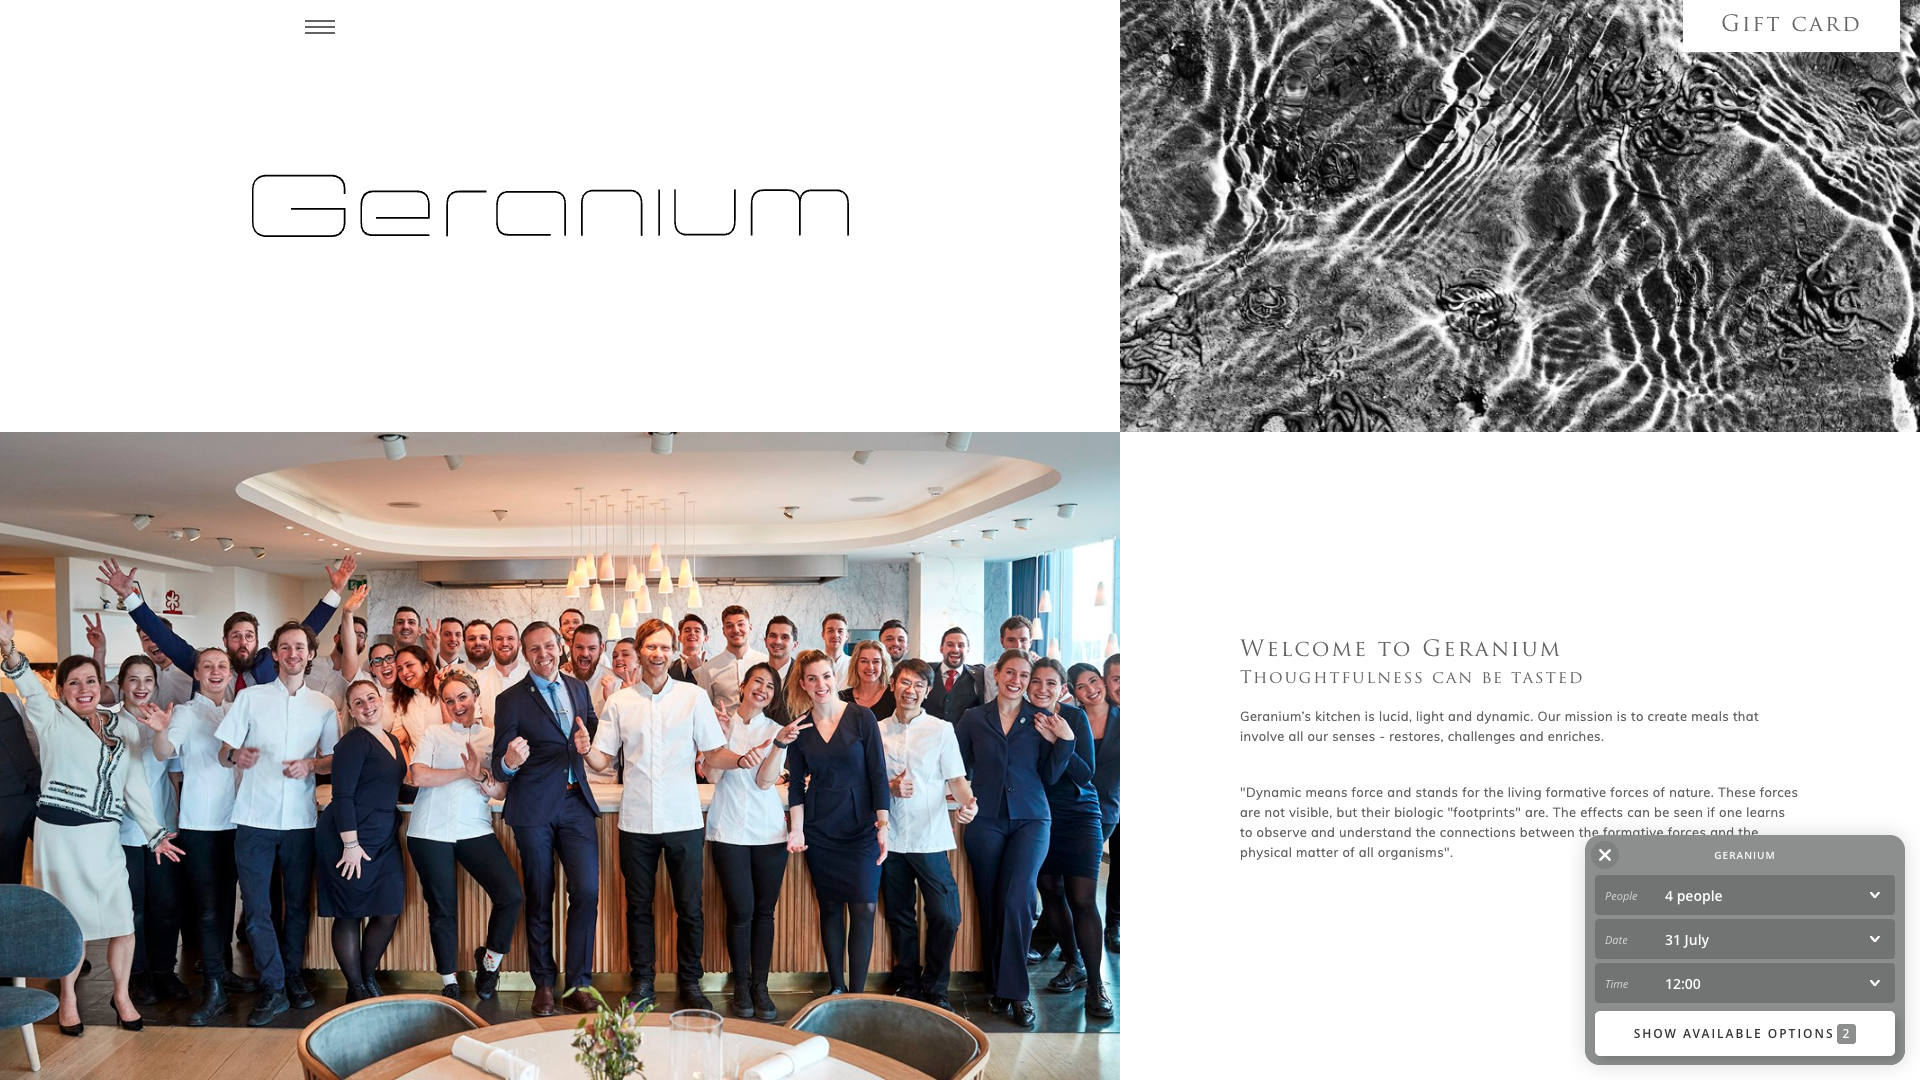 GIFT CARD
Geranium
WELCOME TO GERANIUM
THOUGHTFULNESS CAN BE TASTED
Geranium's kitchen is lucid, light and dynamic. Our mission is to create meals that
involve all our senses - restores, challenges and enriches.
"Dynamic means force and stands for the living formative forces of nature. These forces
are not visible, but their biologic "footprints" are. The effects can be seen if one learns
to observe and understand the connections between the formative forces and the
physical matter of all organisms".
GERANIUM
People 4 people
Date 31 July
Time 12:00
SHOW AVAILABLE OPTIONS 2